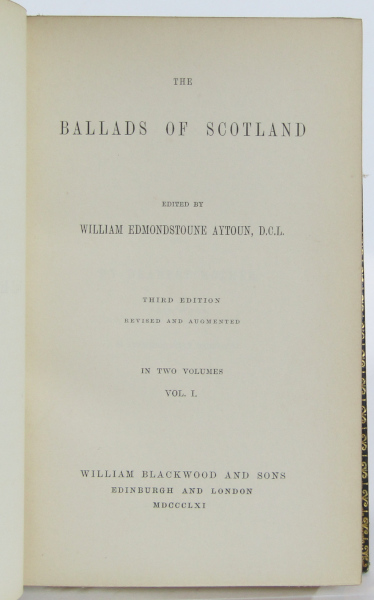 THE
BALLADS OF SCOTLAND
EDITED BY
WILLIAM EDMONDSTOUNE AYTOUN, D.C.L.
THIRD EDITION
REVISED AND AUGMENTED
IN TWO VOLUMES
VOL. I.
WILLIAM BLACKWOOD AND SONS
EDINBURGH AND LONDON
MDCCCLXI